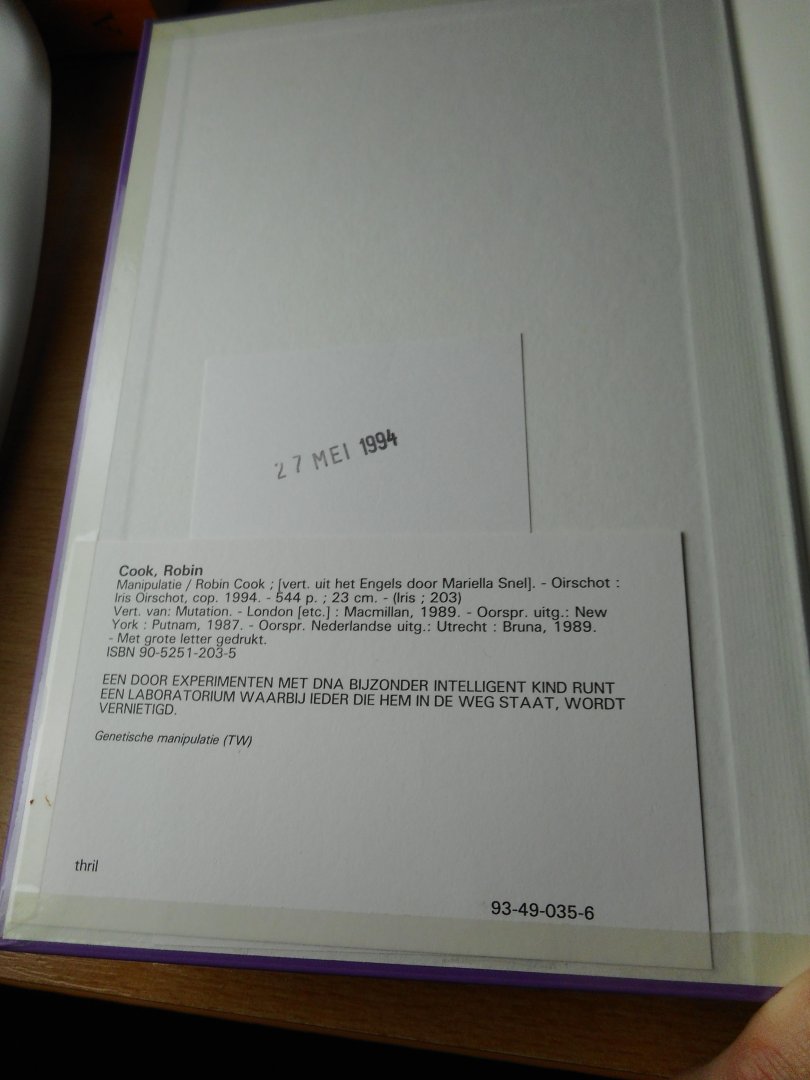 27 MEI 1994
Cook, Robin
Manipulatie / Robin Cook ; [vert. uit het Engels door Mariella Snel]. - Oirschot :
Iris Oirschot, cop. 1994. - 544 p. ; 23 cm. - (Iris ; 203)
Vert. van: Mutation. - London [etc.] : Macmillan, 1989. - Oorspr. uitg.: New
York : Putnam, 1987. - Oorspr. Nederlandse uitg.: Utrecht : Bruna, 1989.
- Met grote letter gedrukt.
ISBN 90-5251-203-5
EEN DOOR EXPERIMENTEN MET DNA BIJZONDER INTELLIGENT KIND RUNT
EEN LABORATORIUM WAARBIJ IEDER DIE HEM IN DE WEG STAAT, WORDT
VERNIETIGD.
Genetische manipulatie (TW)
thril
93-49-035-6